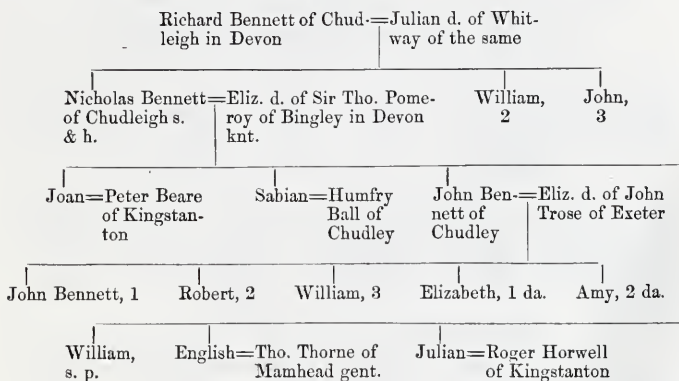 Richard Bennett of Chud-=Julian d. of Whit-
leigh in Devon way of the same
Nicholas Bennett=Eliz. d. of Sir Tho. Pome- William, John,
of Chudleigh s. roy of Bingley in Devon 2 3
& h. knt.
Joan=Peter Beare Sabian=Humfry John Ben-=Eliz. d. of John
of Kingstan- Ball of nett of Trose of Exeter
ton Chudley Chudley
John Bennett, 1 Robert, 2 William, 3 Elizabeth, 1 da. Amy, 2 da.
William, English=Tho. Thorne of Julian=Roger Horwell
s. p. Mamhead gent. of Kingstanton